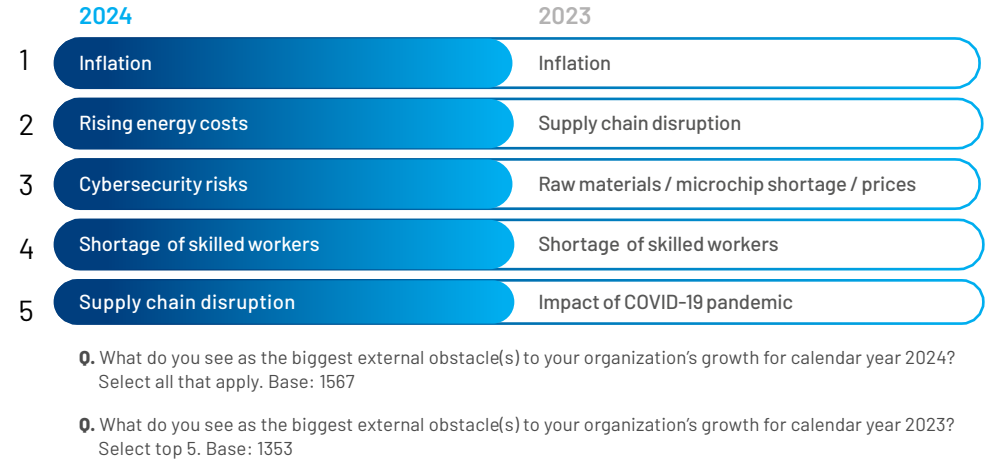 2024 2023
1 Inflation Inflation
2 Rising energy costs Supply chain disruption
3 Cybersecurity risks Raw materials / microchip shortage / prices
4 Shortage of skilled workers Shortage of skilled workers
5 Supply chain disruption Impact of COVID-19 pandemic
Q. What do you see as the biggest external obstacle(s) to your organization’s growth for calendar year 2024?
Select all that apply. Base: 1567
Q. What do you see as the biggest external obstacle(s) to your organization’s growth for calendar year 2023?
Select top 5. Base: 1353